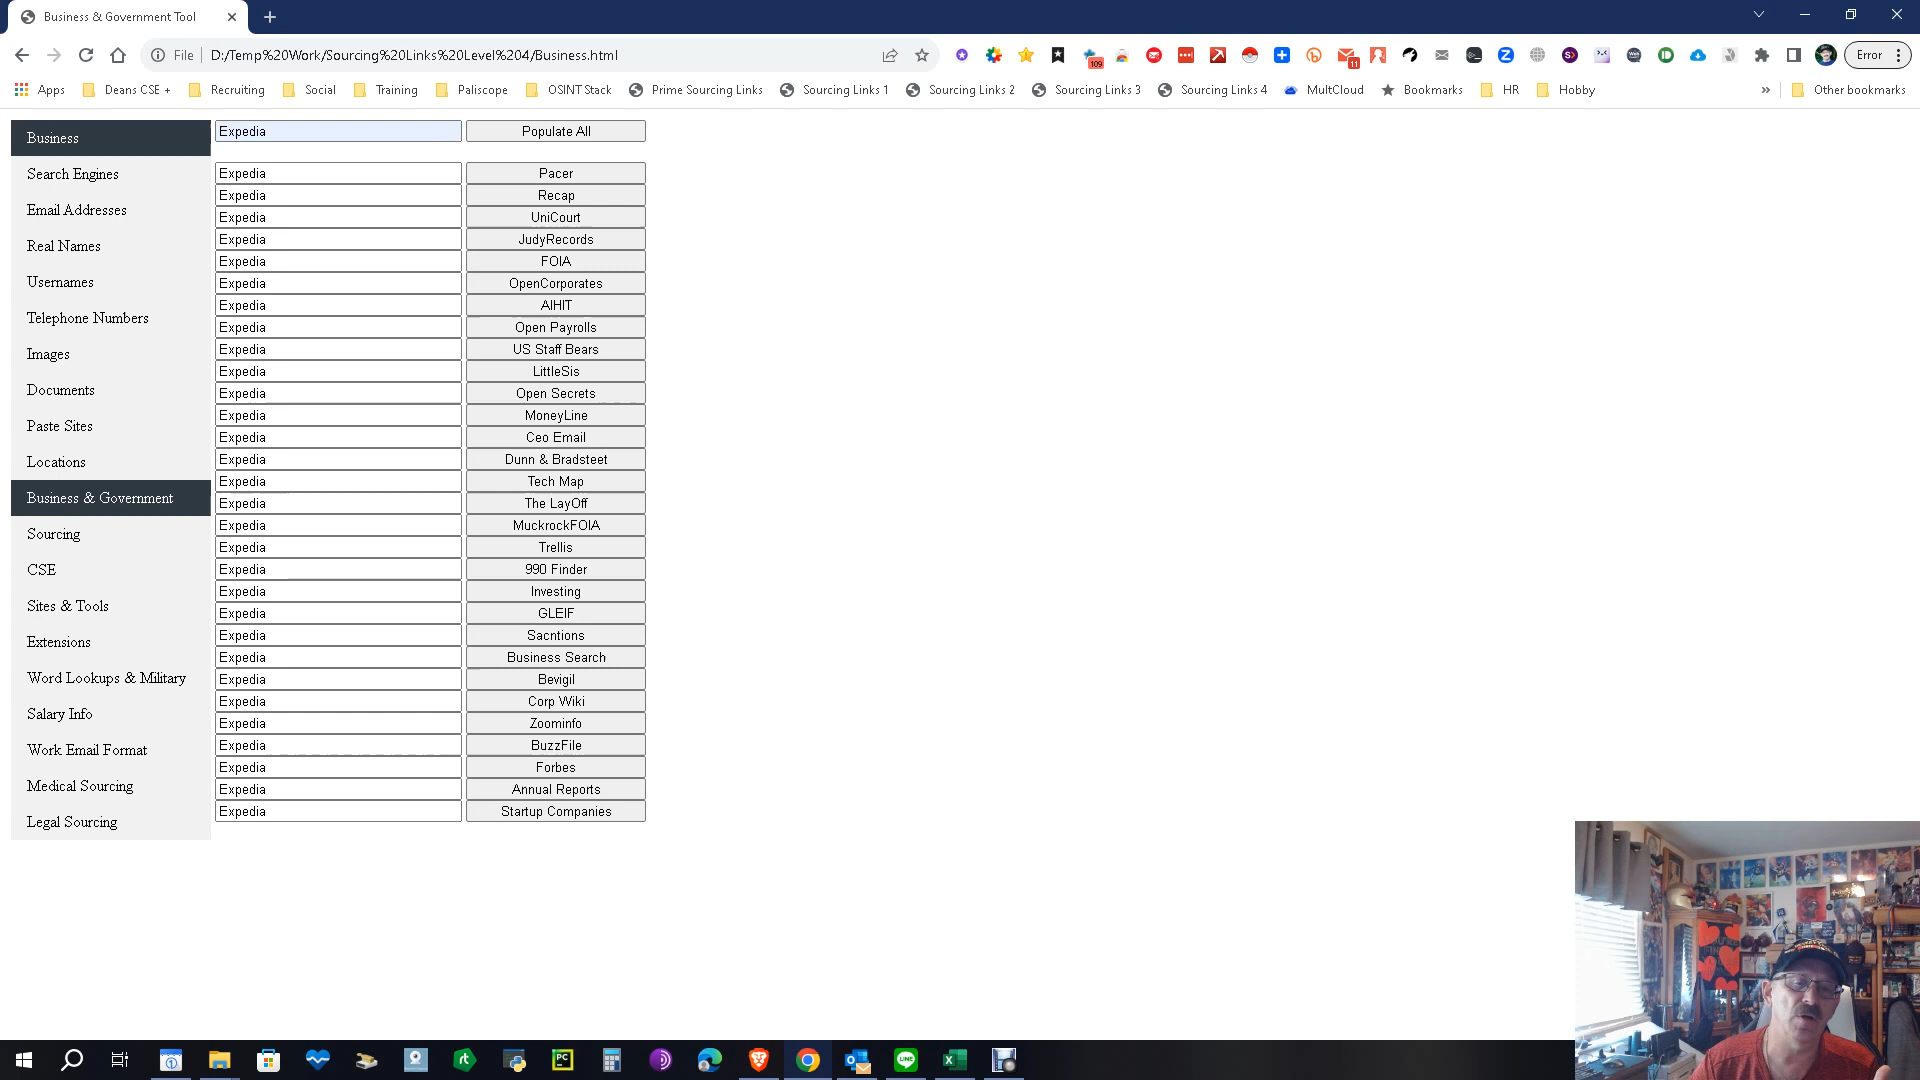 Business & Government Tool
File D:/Temp%20Work/Sourcing%20Links%20Level%204/Business.html
109
11
Error
Apps Deans CSE + Recruiting Social Training Paliscope OSINT Stack Prime Sourcing Links Sourcing Links 1 Sourcing Links 2 Sourcing Links 3 Sourcing Links 4 MultCloud Bookmarks HR Hobby » Other bookmarks
Business
Search Engines
Email Addresses
Real Names
Usernames
Telephone Numbers
Images
Documents
Paste Sites
Locations
Business & Government
Sourcing
CSE
Sites & Tools
Extensions
Word Lookups & Military
Salary Info
Work Email Format
Medical Sourcing
Legal Sourcing
Expedia Populate All
Expedia Pacer
Expedia Recap
Expedia UniCourt
Expedia JudyRecords
Expedia FOIA
Expedia OpenCorporates
Expedia AIHIT
Expedia Open Payrolls
Expedia US Staff Bears
Expedia LittleSis
Expedia Open Secrets
Expedia MoneyLine
Expedia Ceo Email
Expedia Dunn & Bradsteet
Expedia Tech Map
Expedia The LayOff
Expedia MuckrockFOIA
Expedia Trellis
Expedia 990 Finder
Expedia Investing
Expedia GLEIF
Expedia Sacntions
Expedia Business Search
Expedia Bevigil
Expedia Corp Wiki
Expedia Zoominfo
Expedia BuzzFile
Expedia Forbes
Expedia Annual Reports
Expedia Startup Companies